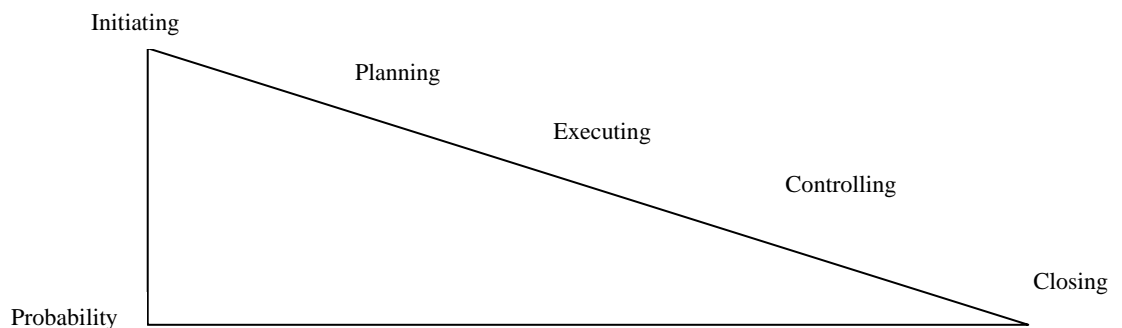 Initiating
Planning
Executing
Controlling
Closing
Probability